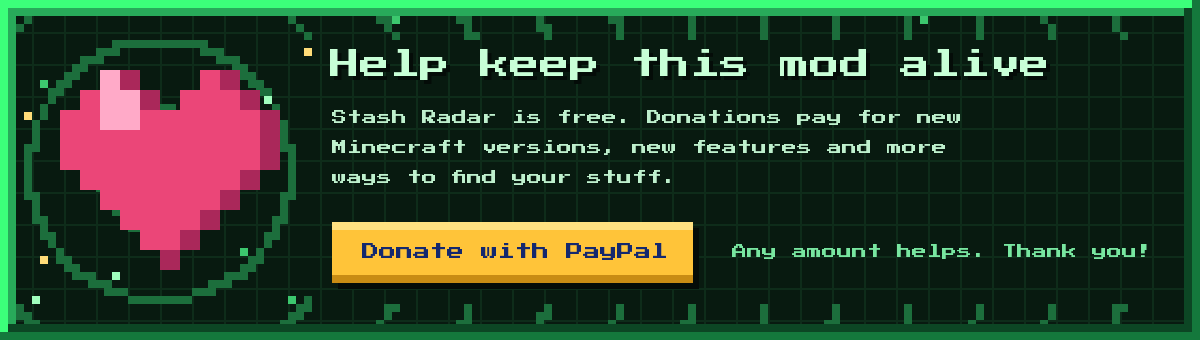 Help keep this mod alive
Stash Radar is free. Donations pay for new
Minecraft versions, new features and more
ways to find your stuff.
Donate with PayPal
Any amount helps. Thank you!